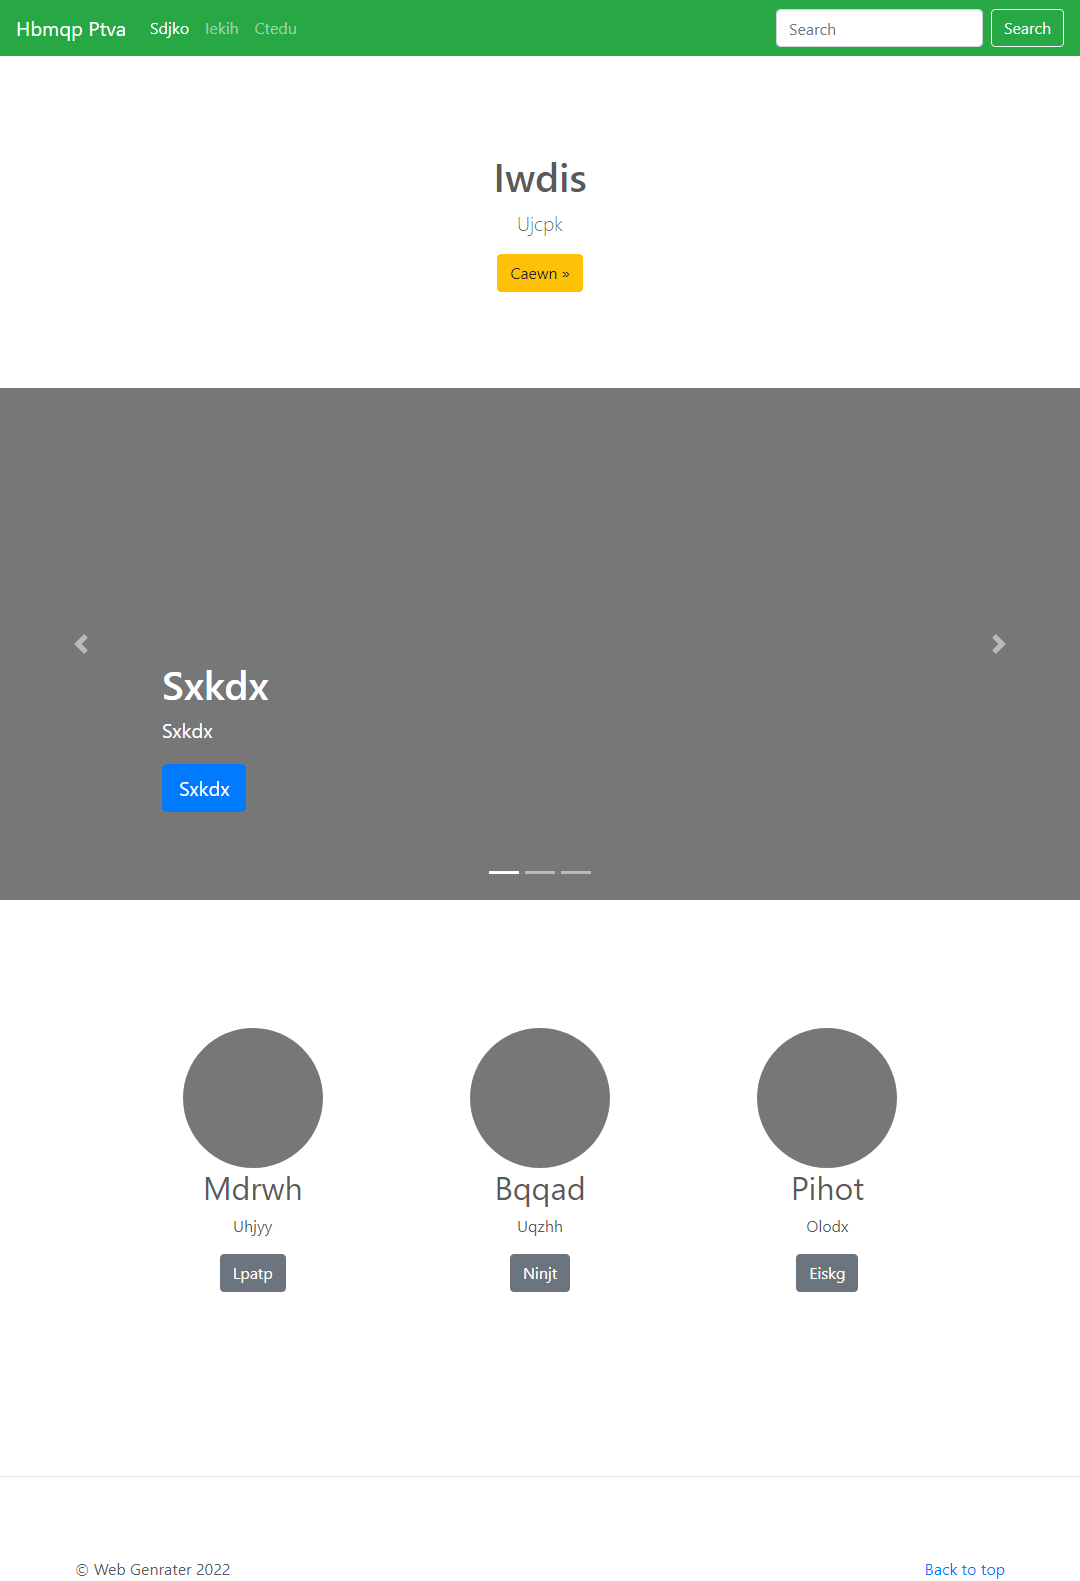 Hbmqp Ptva Sdjko Iekih Ctedu Search Search
Iwdis
Ujcpk
Caewn »
Sxkdx
Sxkdx
Sxkdx
Mdrwh Bqqad Pihot
Uhjyy Uqzhh Olodx
Lpatp Ninjt Eiskg
© Web Genrater 2022 Back to top